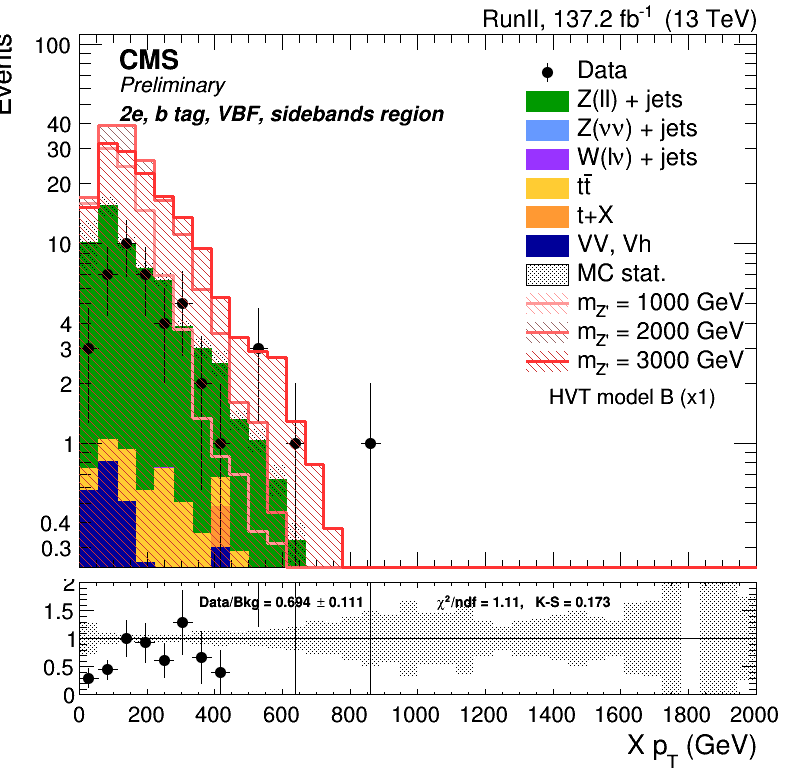 RunII, 137.2 fb⁻¹ (13 TeV)
Events
CMS
Preliminary
2e, b tag, VBF, sidebands region
Data
Z(ll) + jets
Z(νν) + jets
W(lν) + jets
tt̄
t+X
VV, Vh
MC stat.
m_Z' = 1000 GeV
m_Z' = 2000 GeV
m_Z' = 3000 GeV
HVT model B (x1)
100
40
30
20
10
4
3
2
1
0.4
0.3
2
1.5
1
0.5
0
Data/Bkg = 0.694 ± 0.111
χ²/ndf = 1.11, K-S = 0.173
0 200 400 600 800 1000 1200 1400 1600 1800 2000
X p_T (GeV)